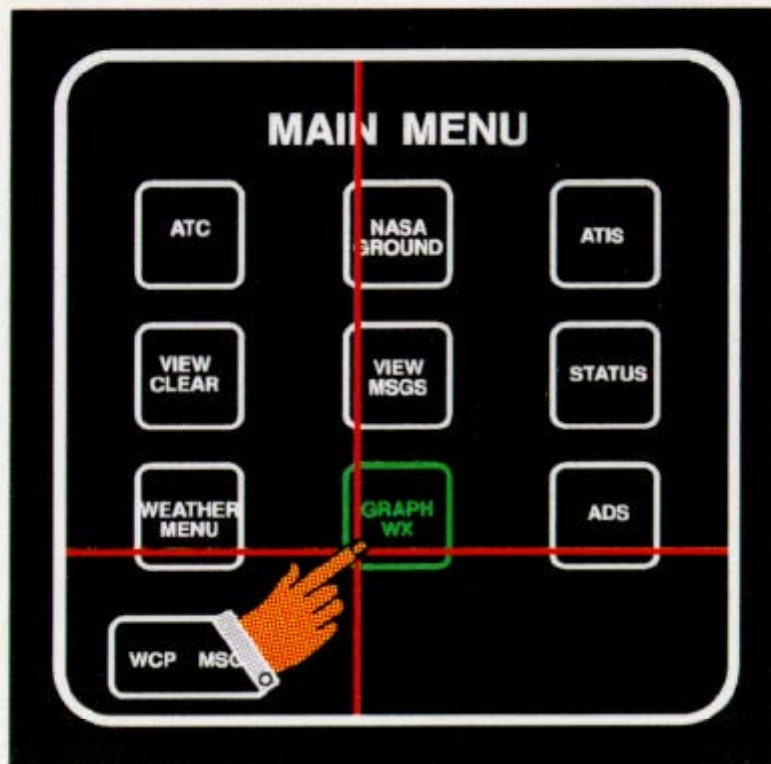 MAIN MENU
ATC
NASA
GROUND
ATIS
VIEW
CLEAR
VIEW
MSGS
STATUS
WEATHER
MENU
GRAPH
WX
ADS
WCP